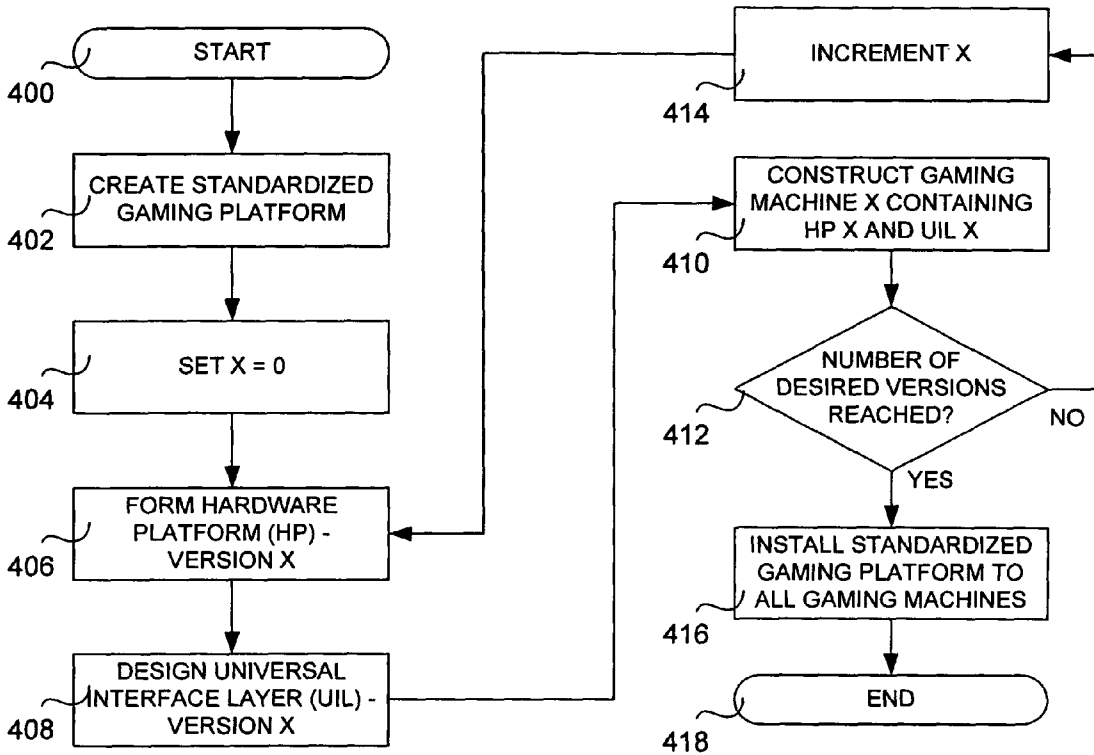 START
400
CREATE STANDARDIZED
GAMING PLATFORM
402
SET X = 0
404
FORM HARDWARE
PLATFORM (HP) -
VERSION X
406
DESIGN UNIVERSAL
INTERFACE LAYER (UIL) -
VERSION X
408
INCREMENT X
414
CONSTRUCT GAMING
MACHINE X CONTAINING
HP X AND UIL X
410
NUMBER OF
DESIRED VERSIONS
REACHED?
412
NO
YES
INSTALL STANDARDIZED
GAMING PLATFORM TO
ALL GAMING MACHINES
416
END
418